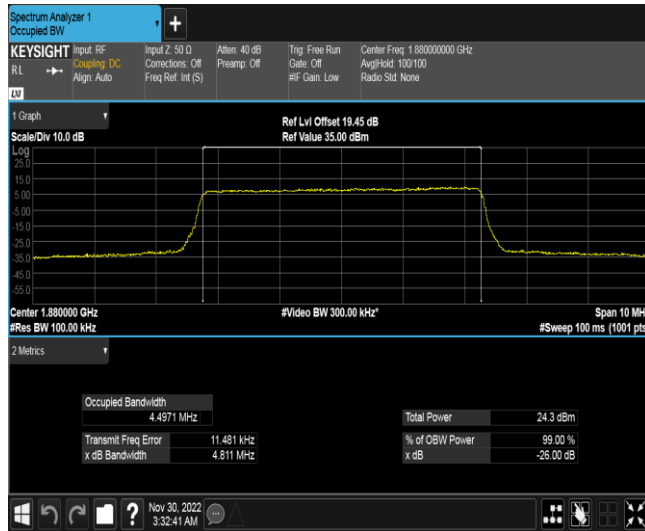 Spectrum Analyzer 1
Occupied BW
+
KEYSIGHT
RL
LXI
Input: RF
Coupling: DC
Align: Auto
Input Z: 50 Ω
Corrections: Off
Freq Ref: Int (S)
Atten: 40 dB
Preamp: Off
Trig: Free Run
Gate: Off
#IF Gain: Low
Center Freq: 1.880000000 GHz
Avg|Hold: 100/100
Radio Std: None
1 Graph
Scale/Div 10.0 dB
Ref Lvl Offset 19.45 dB
Ref Value 35.00 dBm
Log
25.0
15.0
5.00
-5.00
-15.0
-25.0
-35.0
-45.0
-55.0
Center 1.880000 GHz
#Res BW 100.00 kHz
#Video BW 300.00 kHz*
Span 10 MH
#Sweep 100 ms (1001 pts
2 Metrics
Occupied Bandwidth
4.4971 MHz
Transmit Freq Error 11.481 kHz
x dB Bandwidth 4.811 MHz
Total Power 24.3 dBm
% of OBW Power 99.00 %
x dB -26.00 dB
?
Nov 30, 2022
3:32:41 AM